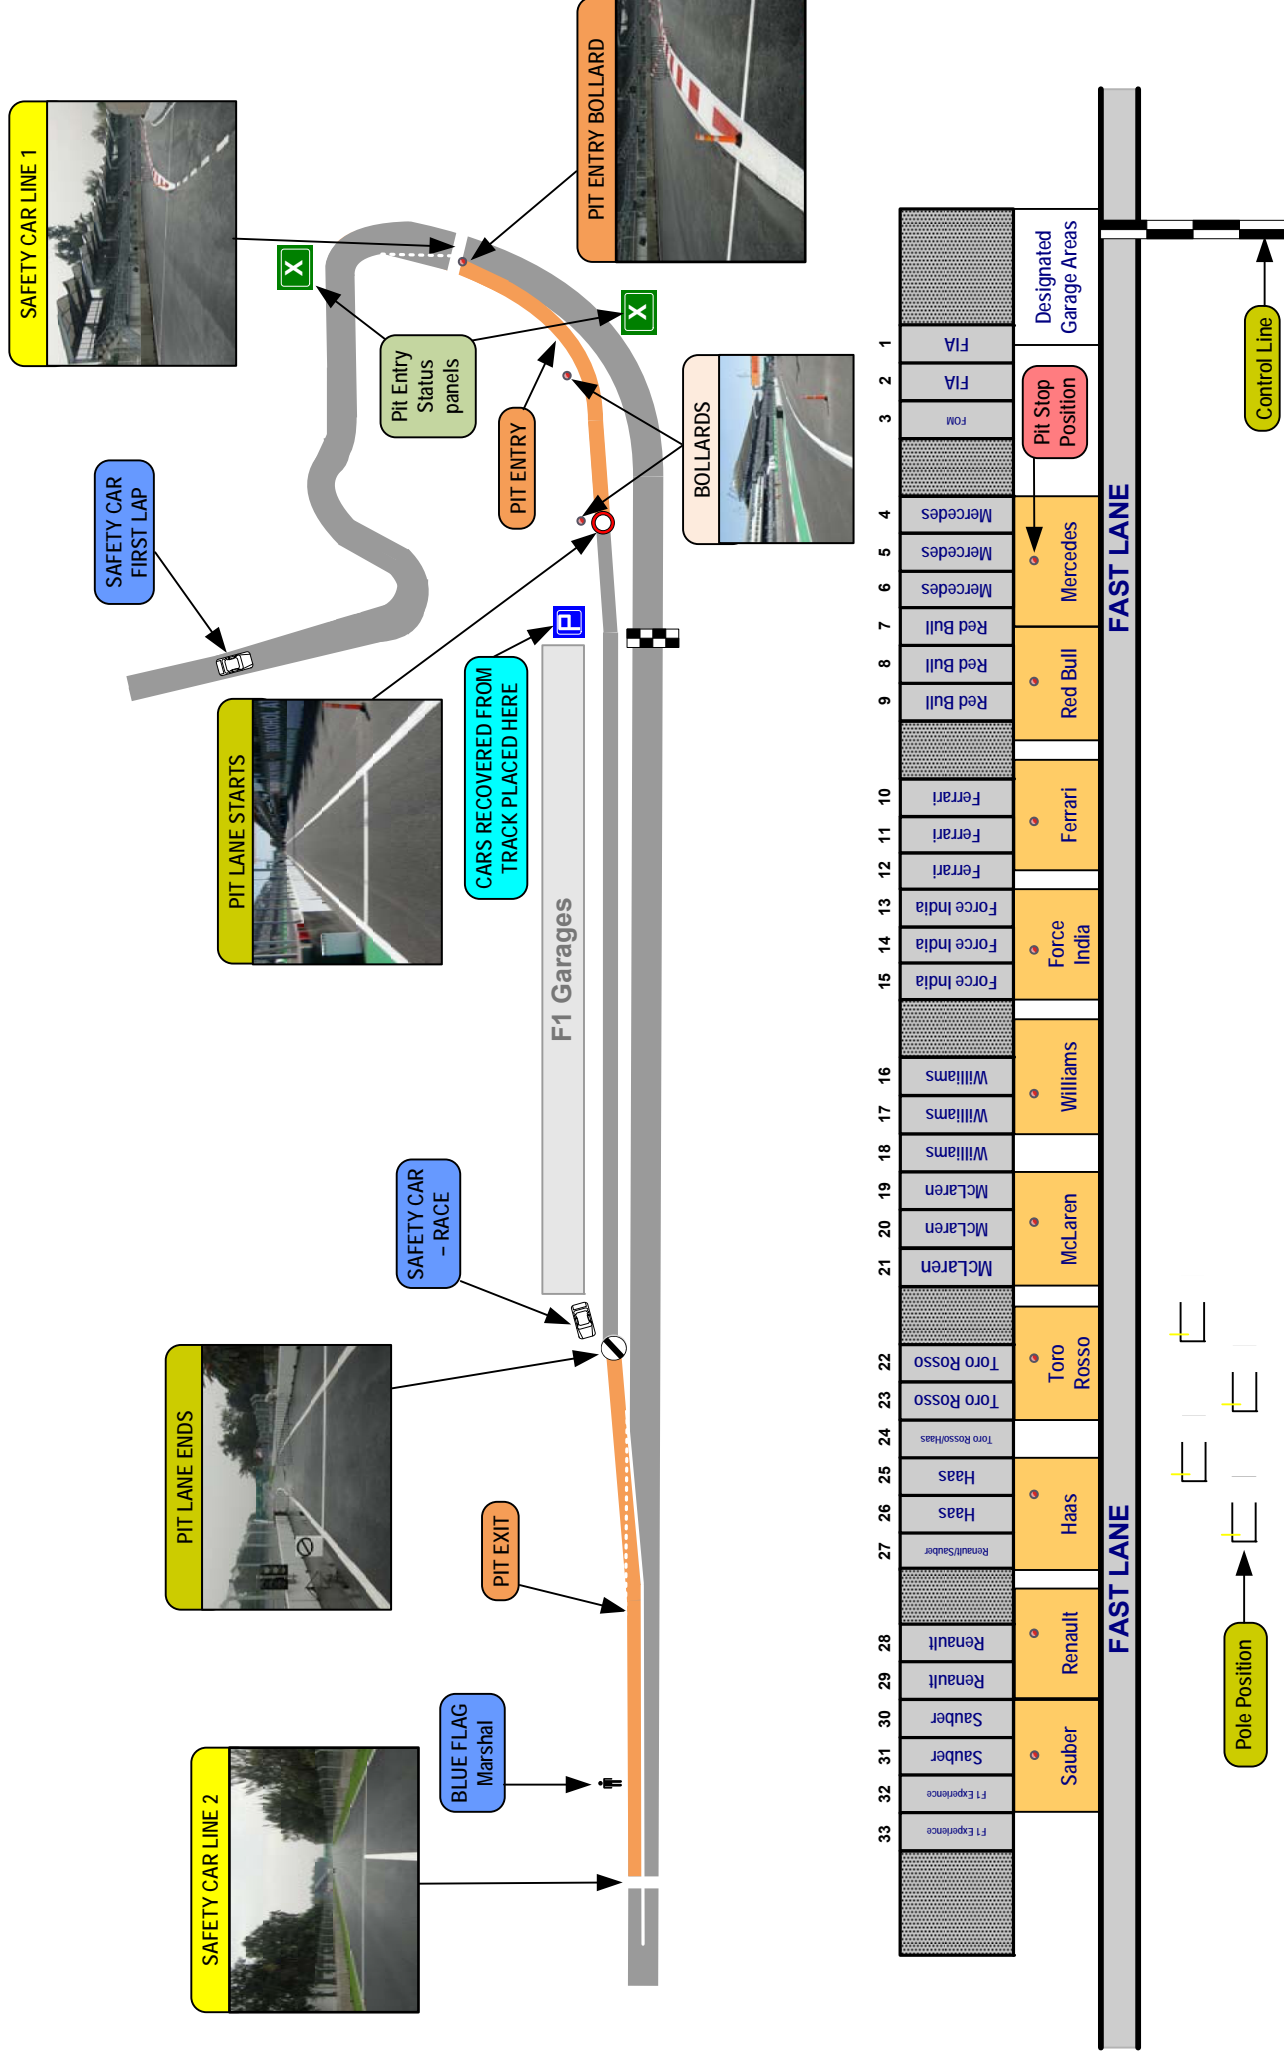 SAFETY CAR LINE 1
SAFETY CAR
FIRST LAP
X
Pit Entry
Status
panels
X
PIT ENTRY BOLLARD
PIT ENTRY
BOLLARDS
PIT LANE STARTS
CARS RECOVERED FROM
TRACK PLACED HERE
P
F1 Garages
SAFETY CAR
– RACE
PIT LANE ENDS
PIT EXIT
BLUE FLAG
Marshal
SAFETY CAR LINE 2
1
FIA
2
FIA
3
FOM
4
Mercedes
5
Mercedes
6
Mercedes
7
Red Bull
8
Red Bull
9
Red Bull
10
Ferrari
11
Ferrari
12
Ferrari
13
Force India
14
Force India
15
Force India
16
Williams
17
Williams
18
Williams
19
McLaren
20
McLaren
21
McLaren
22
Toro Rosso
23
Toro Rosso
24
Toro Rosso/Haas
25
Haas
26
Haas
27
Renault/Sauber
28
Renault
29
Renault
30
Sauber
31
Sauber
32
F1 Experience
33
F1 Experience
Designated
Garage Areas
Pit Stop
Position
Mercedes
Red Bull
Ferrari
Force
India
Williams
McLaren
Toro
Rosso
Haas
Renault
Sauber
FAST LANE
FAST LANE
Control Line
Pole Position